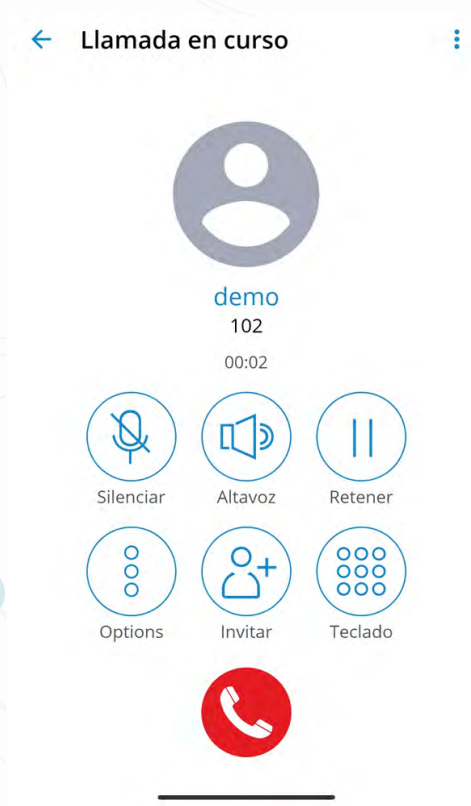 Llamada en curso
demo
102
00:02
Silenciar Altavoz Retener
Options Invitar Teclado